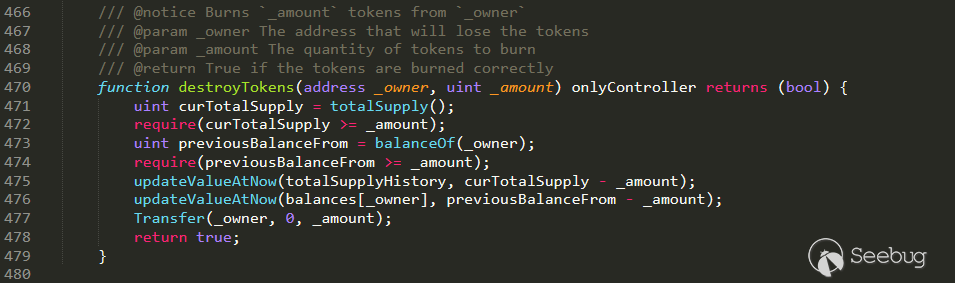 466 /// @notice Burns `_amount` tokens from `_owner`
467 /// @param _owner The address that will lose the tokens
468 /// @param _amount The quantity of tokens to burn
469 /// @return True if the tokens are burned correctly
470 function destroyTokens(address _owner, uint _amount) onlyController returns (bool) {
471 uint curTotalSupply = totalSupply();
472 require(curTotalSupply >= _amount);
473 uint previousBalanceFrom = balanceOf(_owner);
474 require(previousBalanceFrom >= _amount);
475 updateValueAtNow(totalSupplyHistory, curTotalSupply - _amount);
476 updateValueAtNow(balances[_owner], previousBalanceFrom - _amount);
477 Transfer(_owner, 0, _amount);
478 return true;
479 }
480
Seebug